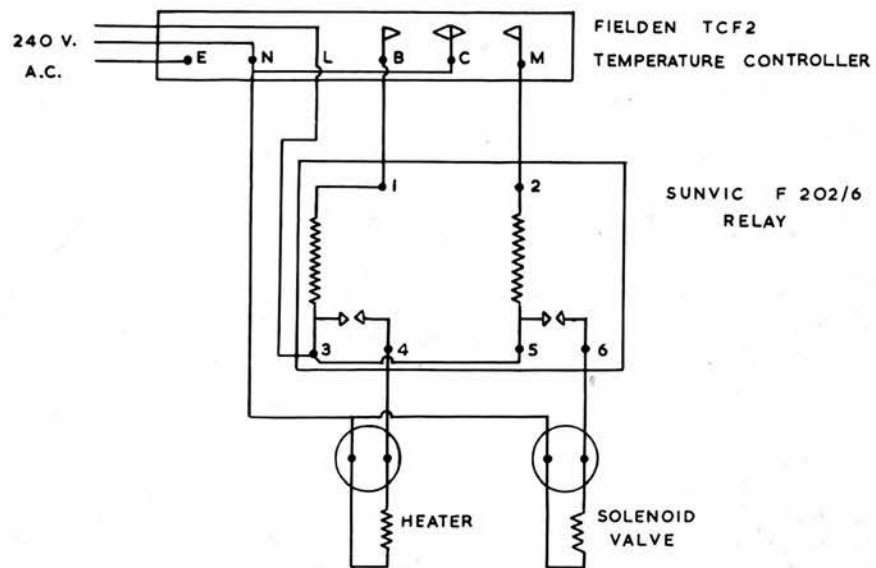 FIELDEN TCF2
240 V.
A.C.
E N L B C M
TEMPERATURE CONTROLLER
1 2
SUNVIC F 202/6
RELAY
3 4 5 6
HEATER
SOLENOID
VALVE